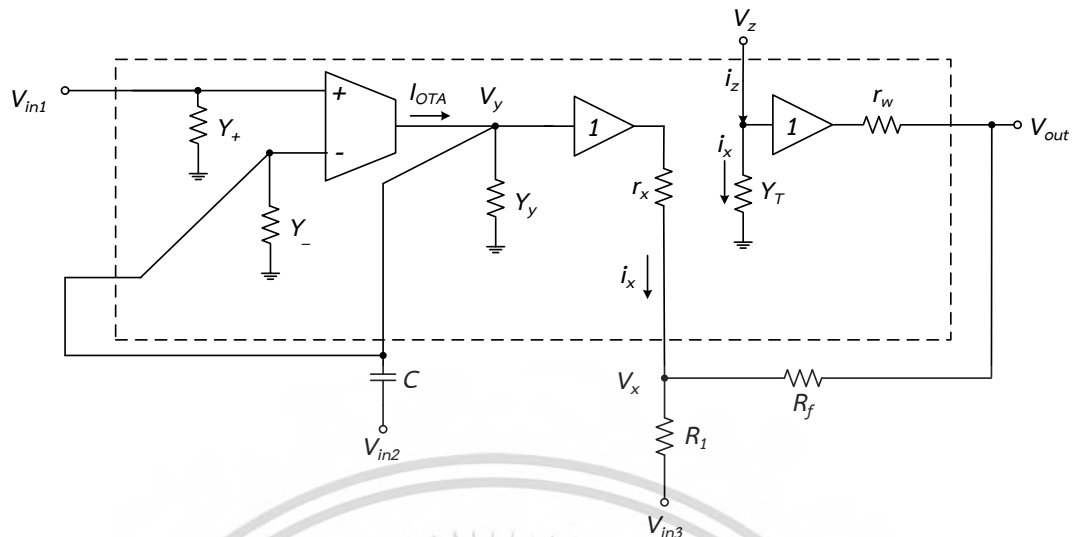 V_z
V_in1
+
-
I_OTA
V_y
1
i_z
1
r_w
V_out
Y_+
Y_-
Y_y
r_x
i_x
Y_T
i_x
C
V_in2
V_x
R_f
R_1
V_in3